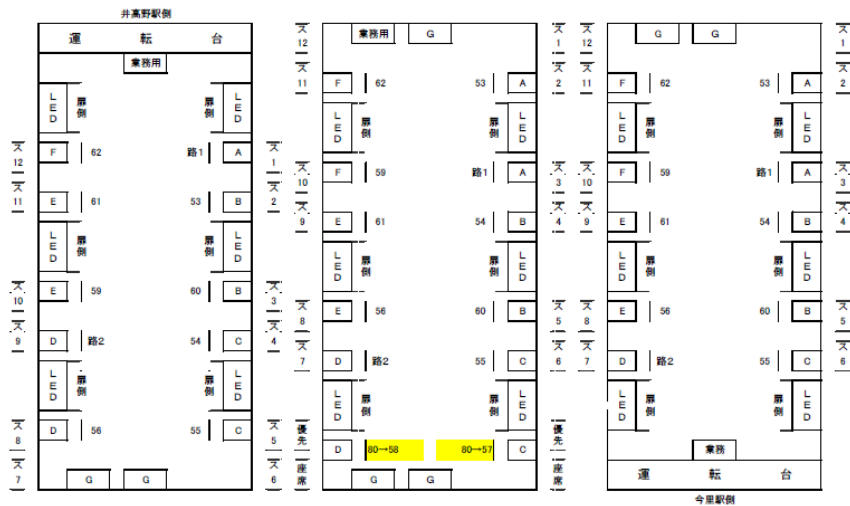 井高野駅側
運 転 台
業務用
LED 扉側 扉側 LED
ス12 F 62 路1 A ス1
ス11 E 61 53 B ス2
LED 扉側 扉側 LED
ス10 E 59 60 B ス3
ス9 D 路2 54 C ス4
LED 扉側 扉側 LED
ス8 D 56 55 C ス5
ス7 G G ス6
ス12 業務用 G ス1
ス11 F 62 53 A ス2
LED 扉側 扉側 LED
ス10 F 59 路1 A ス3
ス9 E 61 54 B ス4
LED 扉側 扉側 LED
ス8 E 56 60 B ス5
ス7 D 路2 55 C ス6
LED 扉側 扉側 LED
優先 D 80→58 80→57 C 優先
座席 G G 座席
ス12 G G ス1
ス11 F 62 53 A ス2
LED 扉側 扉側 LED
ス10 F 59 路1 A ス3
ス9 E 61 54 B ス4
LED 扉側 扉側 LED
ス8 E 56 60 B ス5
ス7 D 路2 55 C ス6
LED 扉側 扉側 LED
業務
運 転 台
今里駅側